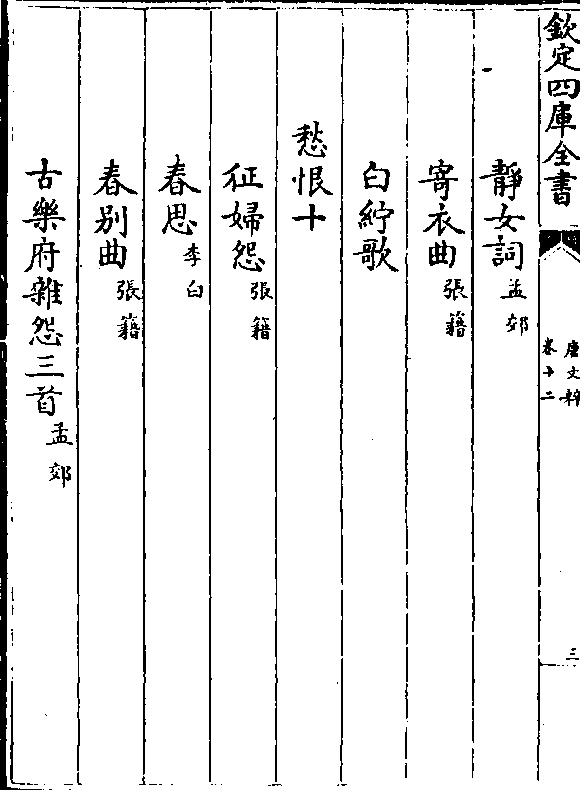 欽定四庫全書
唐文粹
卷十二
三
靜女詞 孟郊
寄衣曲 張籍
白紵歌
愁恨十
征婦怨 張籍
春思 李白
春別曲 張籍
古樂府雜怨三首 孟郊